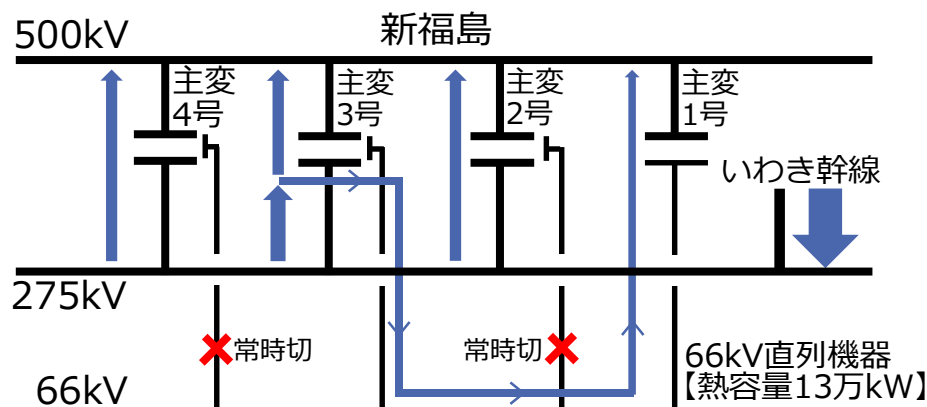 新福島
500kV
主変
4号
主変
3号
主変
2号
主変
1号
いわき幹線
275kV
常時切
常時切
66kV直列機器
【熱容量13万kW】
66kV